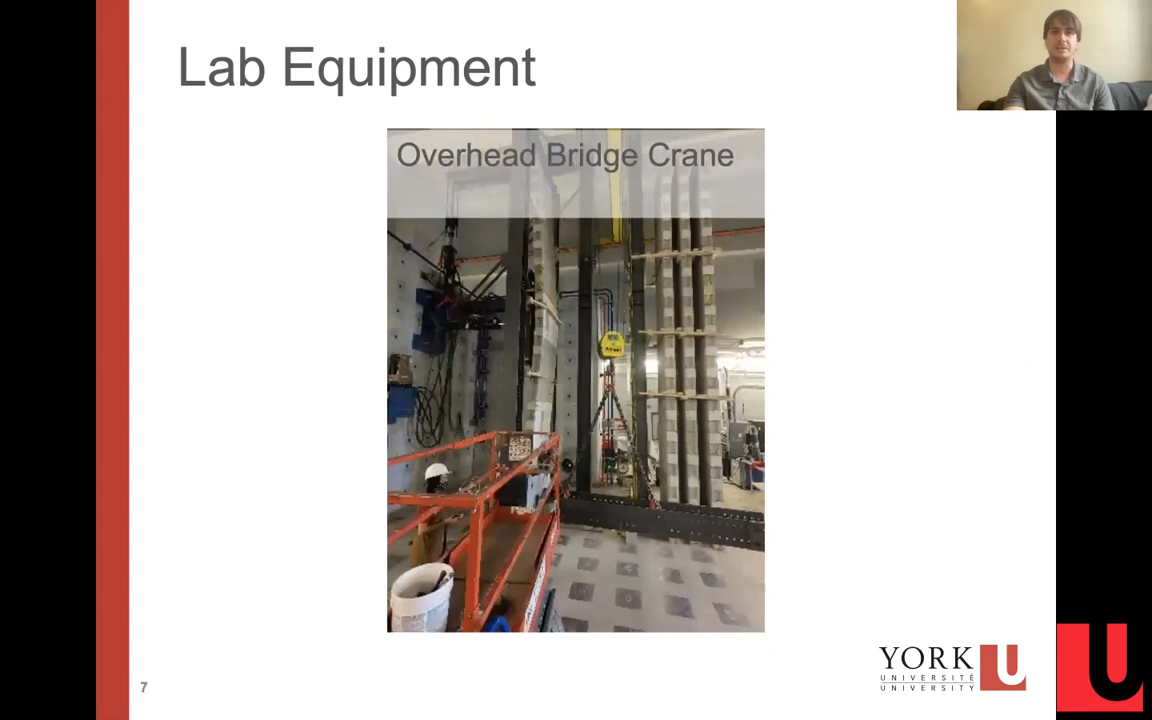 Lab Equipment
Overhead Bridge Crane
7
YORK U
UNIVERSITÉ
UNIVERSITY
U